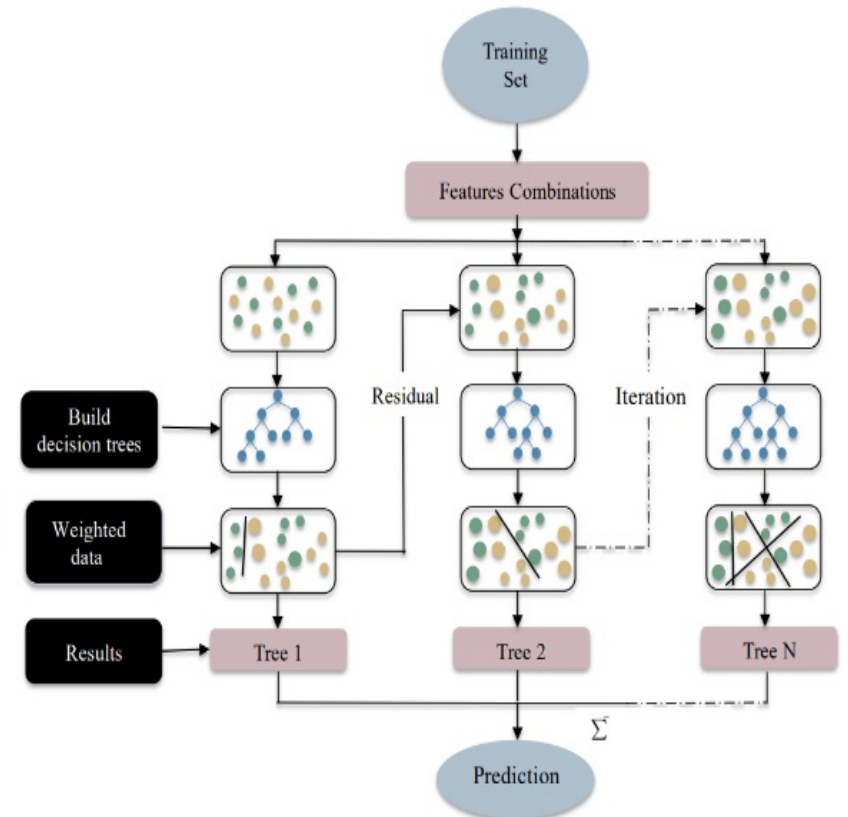 Training
Set
Features Combinations
Build
decision trees
Residual
Iteration
Weighted
data
Results
Tree 1
Tree 2
Tree N
Σ
Prediction